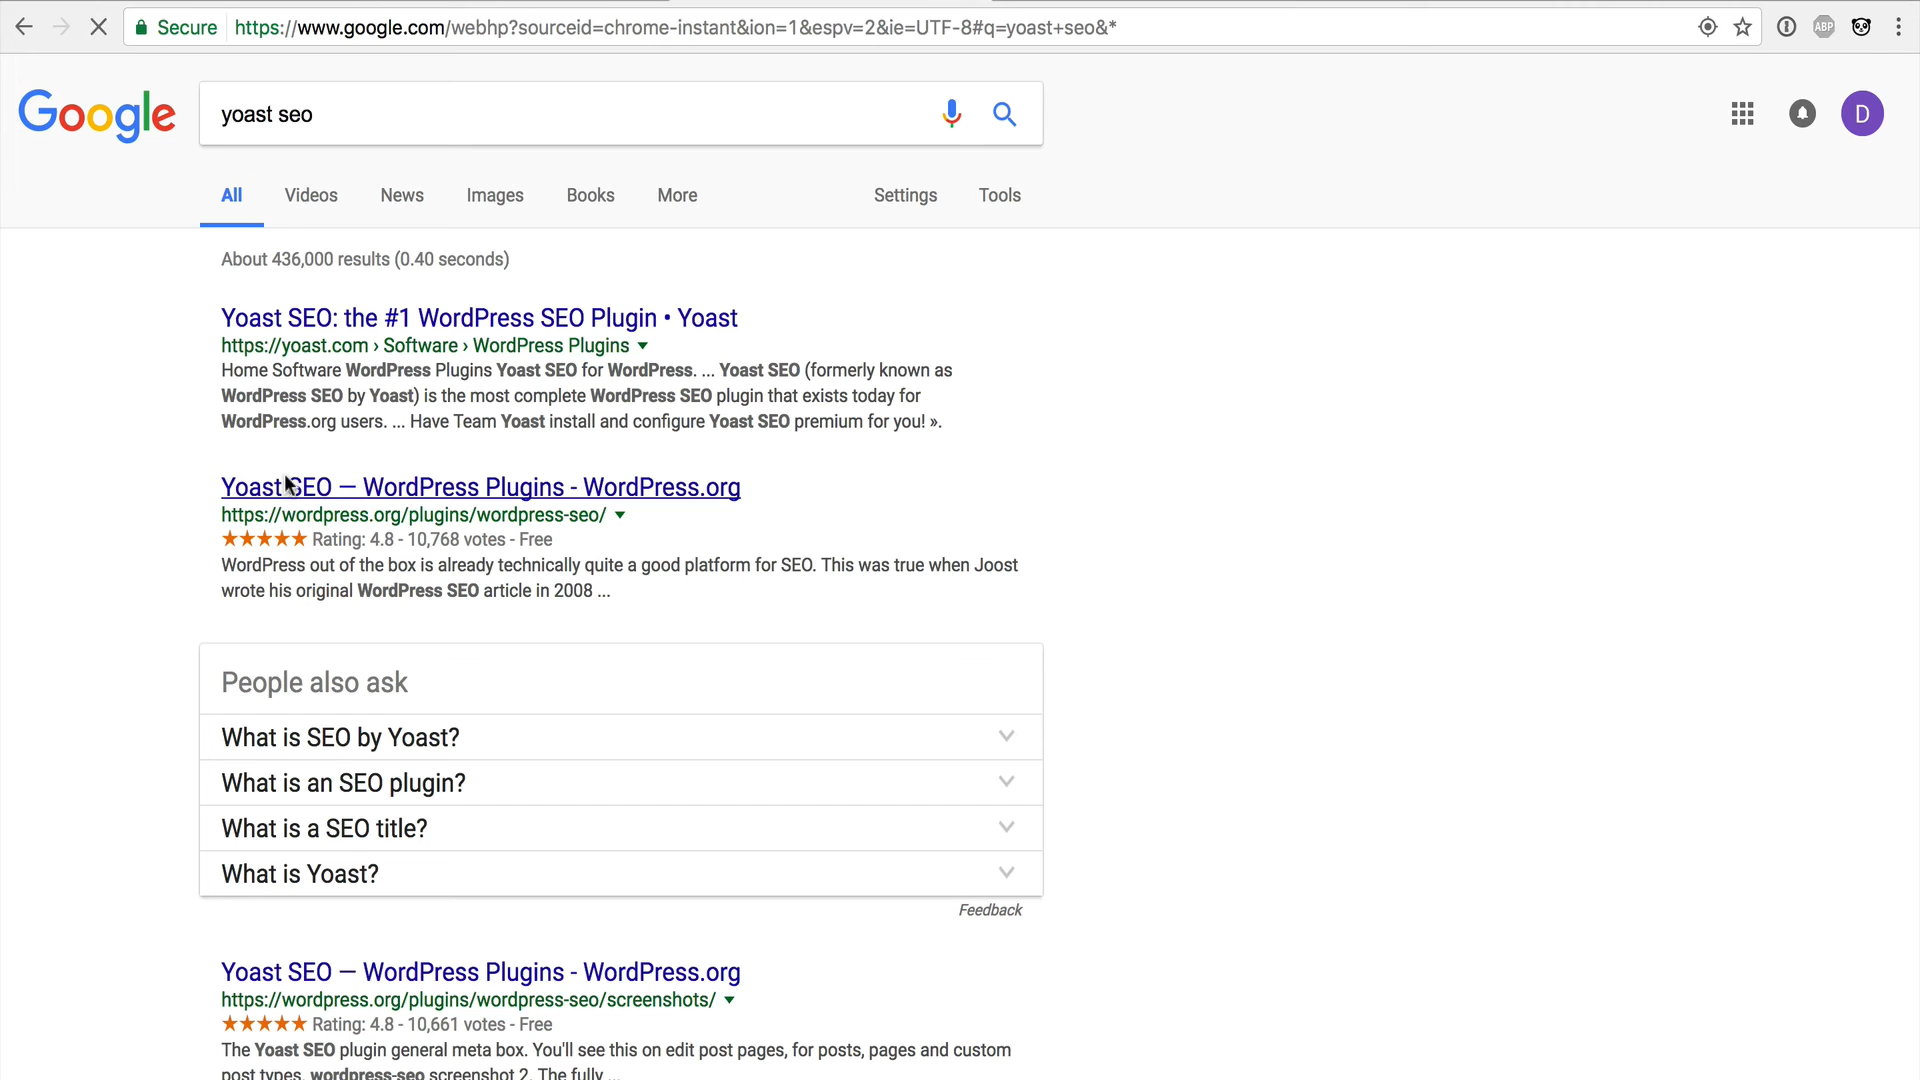 Secure https://www.google.com/webhp?sourceid=chrome-instant&ion=1&espv=2&ie=UTF-8#q=yoast+seo&*
ABP
Google
yoast seo
D
All Videos News Images Books More Settings Tools
About 436,000 results (0.40 seconds)
Yoast SEO: the #1 WordPress SEO Plugin • Yoast
https://yoast.com › Software › WordPress Plugins
Home Software WordPress Plugins Yoast SEO for WordPress. ... Yoast SEO (formerly known as
WordPress SEO by Yoast) is the most complete WordPress SEO plugin that exists today for
WordPress.org users. ... Have Team Yoast install and configure Yoast SEO premium for you! ».
Yoast SEO — WordPress Plugins - WordPress.org
https://wordpress.org/plugins/wordpress-seo/
Rating: 4.8 - 10,768 votes - Free
WordPress out of the box is already technically quite a good platform for SEO. This was true when Joost
wrote his original WordPress SEO article in 2008 ...
People also ask
What is SEO by Yoast?
What is an SEO plugin?
What is a SEO title?
What is Yoast?
Feedback
Yoast SEO — WordPress Plugins - WordPress.org
https://wordpress.org/plugins/wordpress-seo/screenshots/
Rating: 4.8 - 10,661 votes - Free
The Yoast SEO plugin general meta box. You'll see this on edit post pages, for posts, pages and custom
post types. wordpress-seo screenshot 2. The fully ...